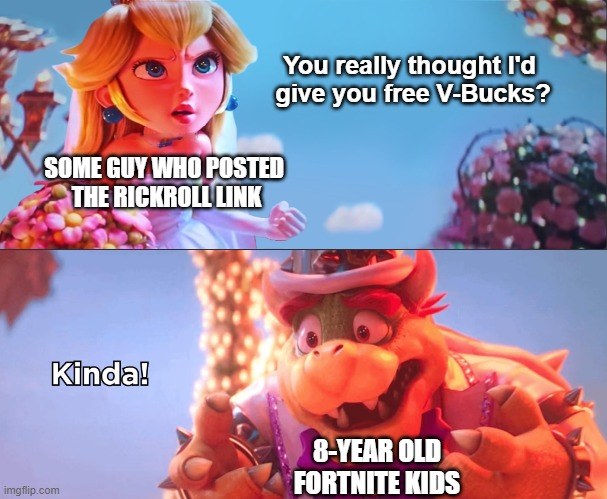 You really thought I'd
give you free V-Bucks?
SOME GUY WHO POSTED
THE RICKROLL LINK
Kinda!
8-YEAR OLD
FORTNITE KIDS
imgflip.com